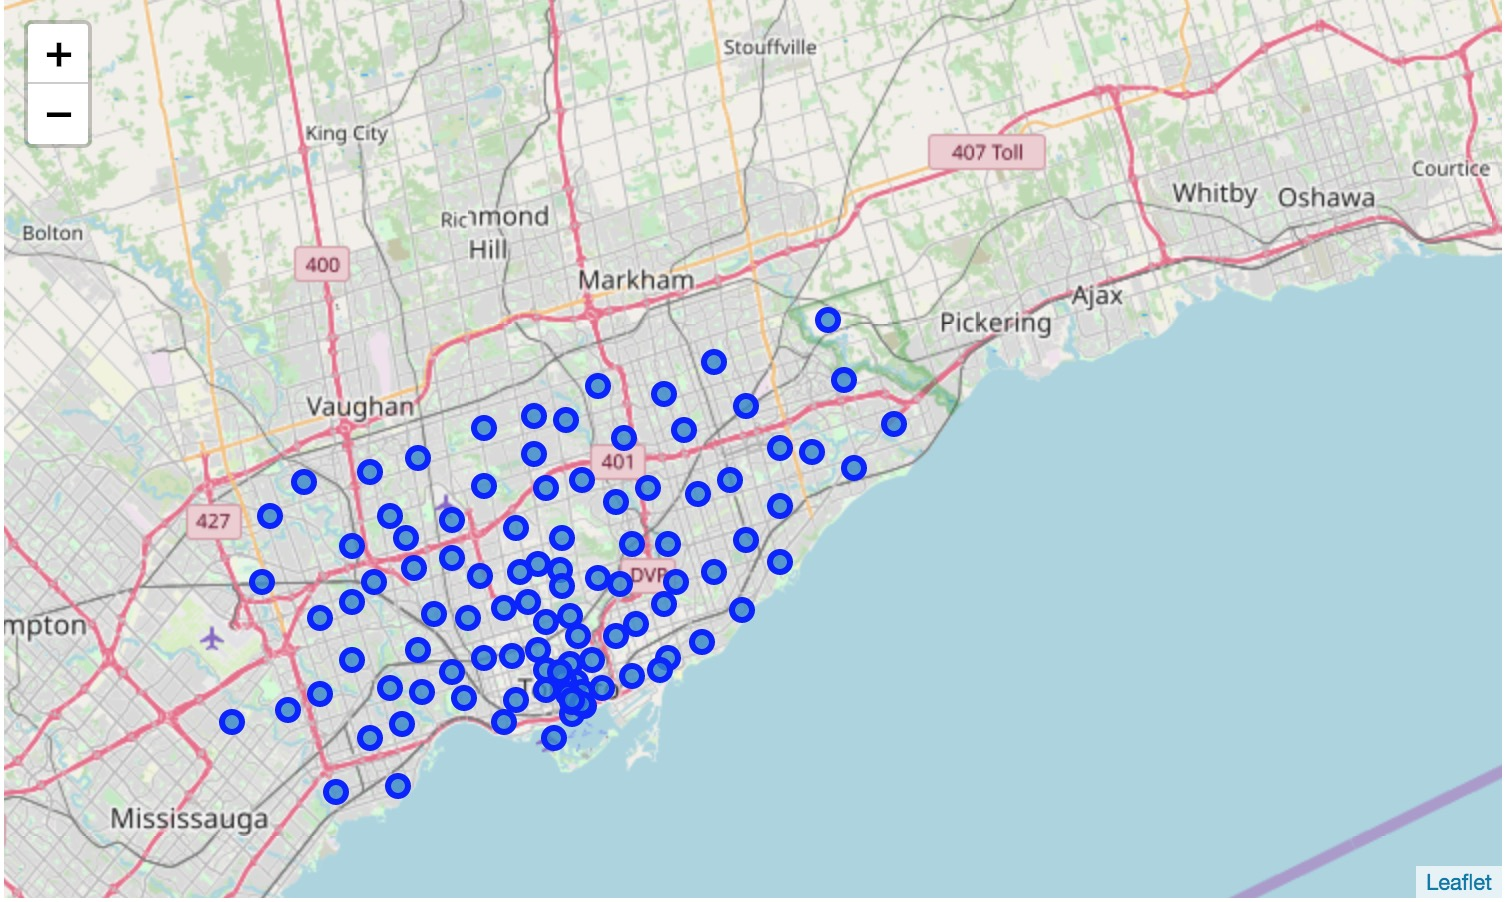 +
−
Stouffville
King City
407 Toll
Courtice
Whitby
Oshawa
Richmond
Hill
Bolton
400
Markham
Ajax
Pickering
Vaughan
401
427
DVP
mpton
Mississauga
Leaflet